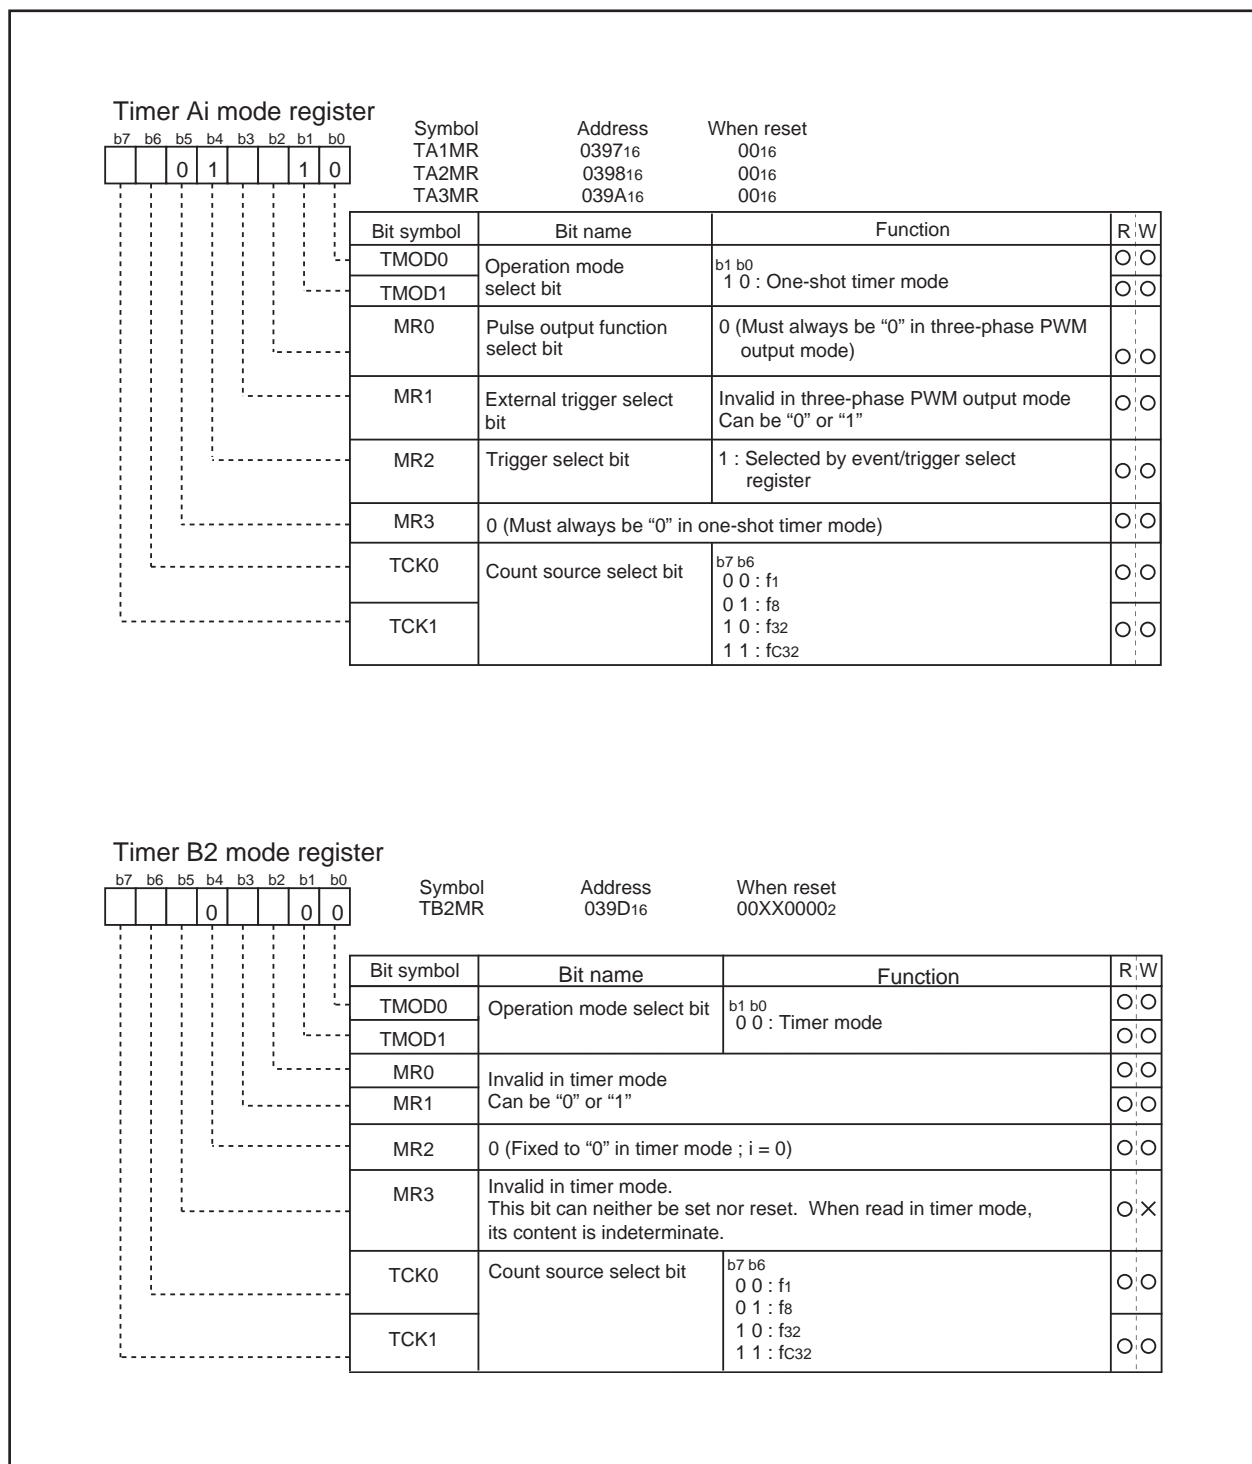 Timer Ai mode register
b7 b6 b5 b4 b3 b2 b1 b0
0 1 1 0
Symbol Address When reset
TA1MR 039716 0016
TA2MR 039816 0016
TA3MR 039A16 0016
Bit symbol Bit name Function R W
TMOD0 Operation mode select bit b1 b0
TMOD1 1 0 : One-shot timer mode
MR0 Pulse output function 0 (Must always be “0” in three-phase PWM
select bit output mode)
MR1 External trigger select Invalid in three-phase PWM output mode
bit Can be “0” or “1”
MR2 Trigger select bit 1 : Selected by event/trigger select
register
MR3 0 (Must always be “0” in one-shot timer mode)
TCK0 Count source select bit b7 b6
0 0 : f1
0 1 : f8
TCK1 1 0 : f32
1 1 : fC32
Timer B2 mode register
b7 b6 b5 b4 b3 b2 b1 b0
0 0 0
Symbol Address When reset
TB2MR 039D16 00XX00002
Bit symbol Bit name Function R W
TMOD0 Operation mode select bit b1 b0
0 0 : Timer mode
TMOD1
MR0 Invalid in timer mode
MR1 Can be “0” or “1”
MR2 0 (Fixed to “0” in timer mode ; i = 0)
MR3 Invalid in timer mode.
This bit can neither be set nor reset. When read in timer mode,
its content is indeterminate.
TCK0 Count source select bit b7 b6
0 0 : f1
0 1 : f8
TCK1 1 0 : f32
1 1 : fC32